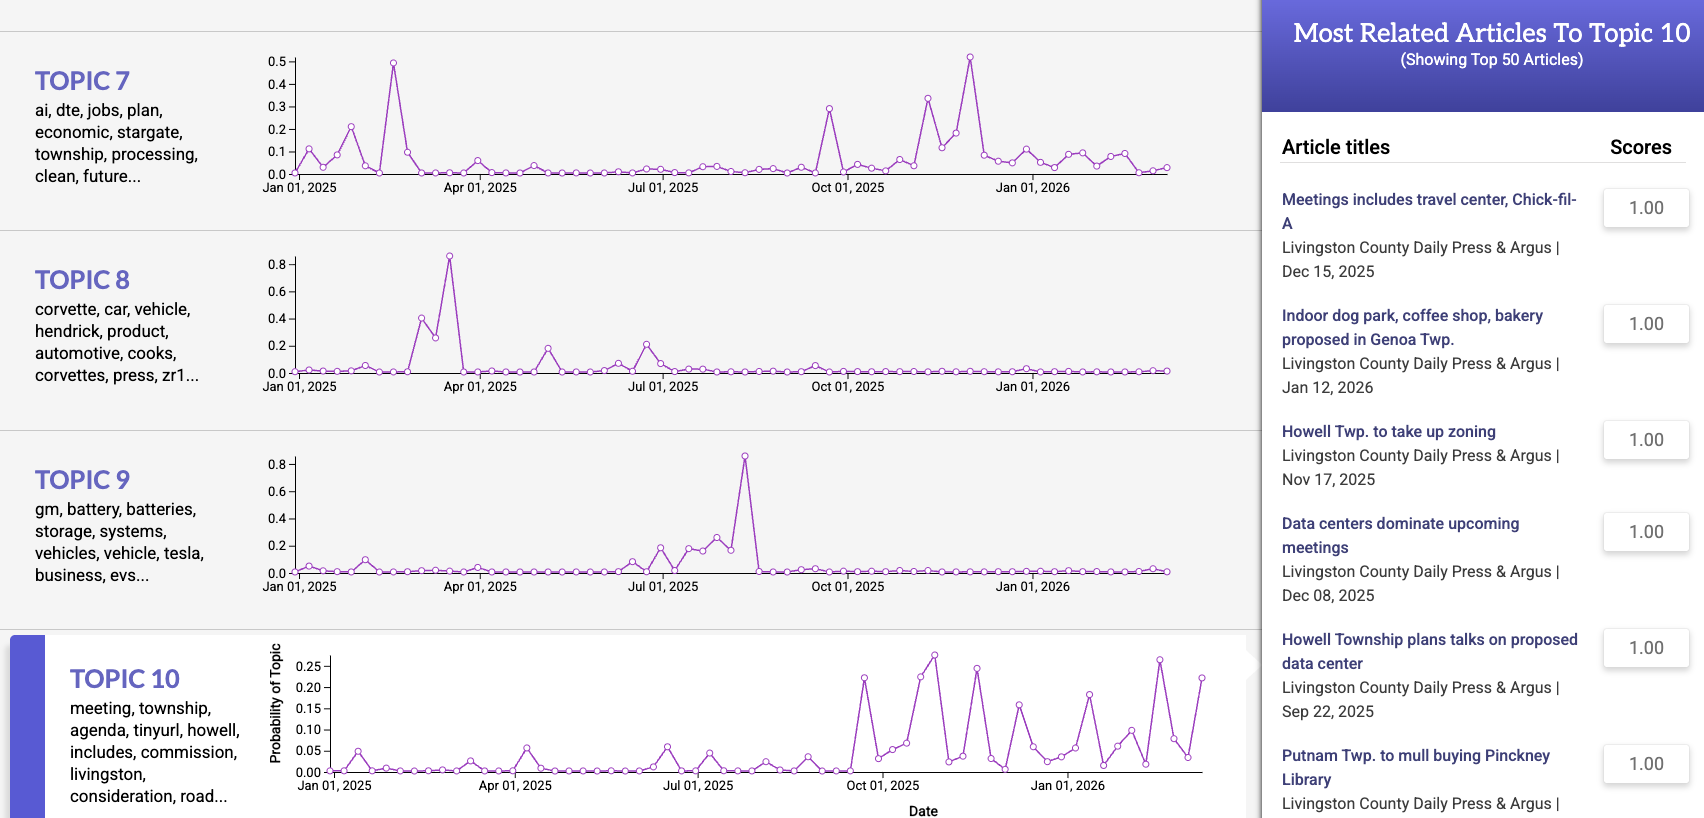 TOPIC 7
ai, dte, jobs, plan,
economic, stargate,
township, processing,
clean, future...
0.5
0.4
0.3
0.2
0.1
0.0
Jan 01, 2025
Apr 01, 2025
Jul 01, 2025
Oct 01, 2025
Jan 01, 2026
TOPIC 8
corvette, car, vehicle,
hendrick, product,
automotive, cooks,
corvettes, press, zr1...
0.8
0.6
0.4
0.2
0.0
Jan 01, 2025
Apr 01, 2025
Jul 01, 2025
Oct 01, 2025
Jan 01, 2026
TOPIC 9
gm, battery, batteries,
storage, systems,
vehicles, vehicle, tesla,
business, evs...
0.8
0.6
0.4
0.2
0.0
Jan 01, 2025
Apr 01, 2025
Jul 01, 2025
Oct 01, 2025
Jan 01, 2026
TOPIC 10
meeting, township,
agenda, tinyurl, howell,
includes, commission,
livingston,
consideration, road...
Probability of Topic
0.25
0.20
0.15
0.10
0.05
0.00
Jan 01, 2025
Apr 01, 2025
Jul 01, 2025
Oct 01, 2025
Jan 01, 2026
Date
Most Related Articles To Topic 10
(Showing Top 50 Articles)
Article titles
Scores
Meetings includes travel center, Chick-fil-
A
Livingston County Daily Press & Argus |
Dec 15, 2025
1.00
Indoor dog park, coffee shop, bakery
proposed in Genoa Twp.
Livingston County Daily Press & Argus |
Jan 12, 2026
1.00
Howell Twp. to take up zoning
Livingston County Daily Press & Argus |
Nov 17, 2025
1.00
Data centers dominate upcoming
meetings
Livingston County Daily Press & Argus |
Dec 08, 2025
1.00
Howell Township plans talks on proposed
data center
Livingston County Daily Press & Argus |
Sep 22, 2025
1.00
Putnam Twp. to mull buying Pinckney
Library
Livingston County Daily Press & Argus |
1.00